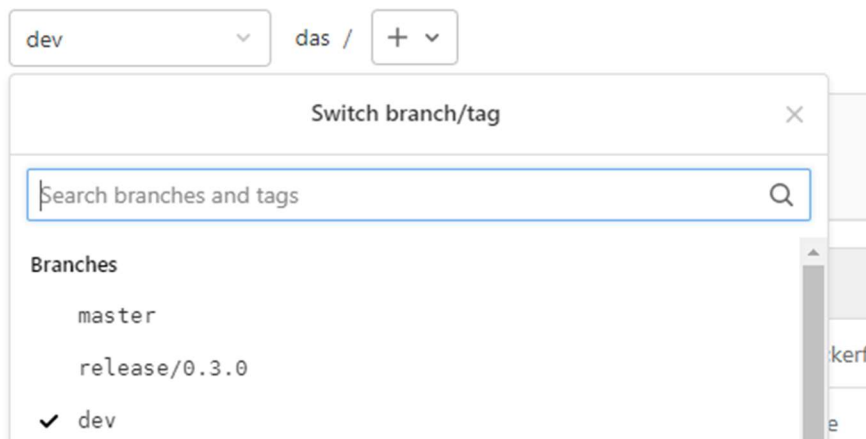 dev das /
Switch branch/tag
Search branches and tags
Branches
master
release/0.3.0
dev